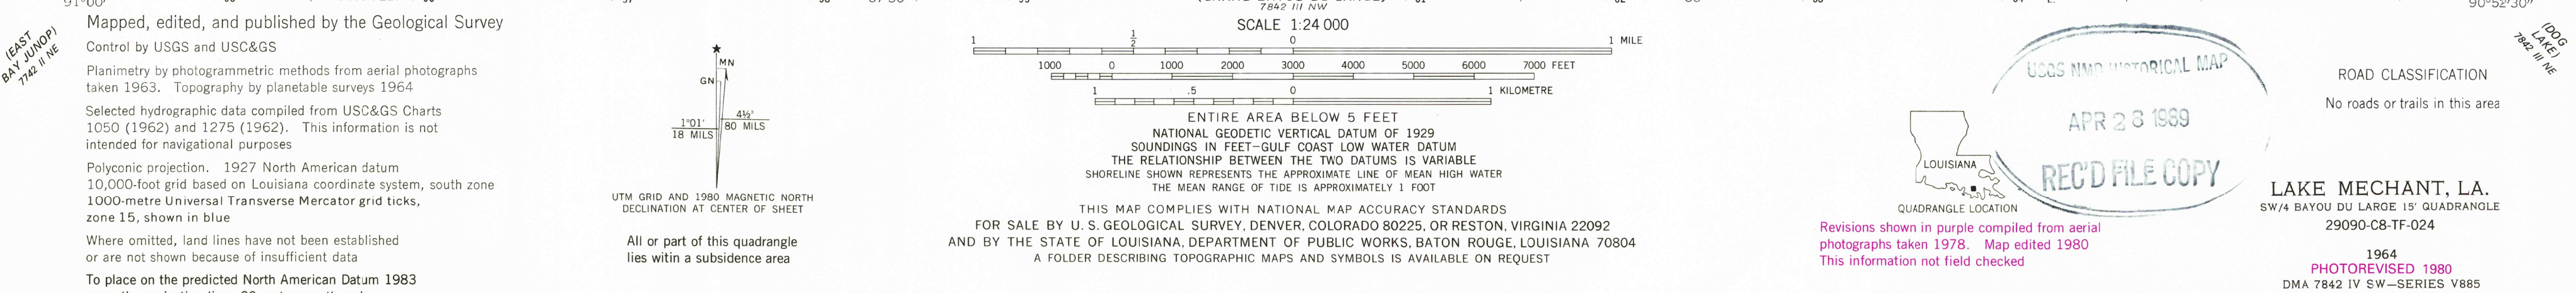 91°00'
7842 III NW
90°52'30"
(EAST
BAY JUNOP)
7742 II NE
Mapped, edited, and published by the Geological Survey
Control by USGS and USC&GS
Planimetry by photogrammetric methods from aerial photographs
taken 1963. Topography by planetable surveys 1964
Selected hydrographic data compiled from USC&GS Charts
1050 (1962) and 1275 (1962). This information is not
intended for navigational purposes
Polyconic projection. 1927 North American datum
10,000-foot grid based on Louisiana coordinate system, south zone
1000-metre Universal Transverse Mercator grid ticks,
zone 15, shown in blue
Where omitted, land lines have not been established
or are not shown because of insufficient data
To place on the predicted North American Datum 1983
MN
GN
1°01'
18 MILS
4½°
80 MILS
UTM GRID AND 1980 MAGNETIC NORTH
DECLINATION AT CENTER OF SHEET
All or part of this quadrangle
lies witin a subsidence area
SCALE 1:24 000
1 ½ 0 1 MILE
1000 0 1000 2000 3000 4000 5000 6000 7000 FEET
1 .5 0 1 KILOMETRE
ENTIRE AREA BELOW 5 FEET
NATIONAL GEODETIC VERTICAL DATUM OF 1929
SOUNDINGS IN FEET—GULF COAST LOW WATER DATUM
THE RELATIONSHIP BETWEEN THE TWO DATUMS IS VARIABLE
SHORELINE SHOWN REPRESENTS THE APPROXIMATE LINE OF MEAN HIGH WATER
THE MEAN RANGE OF TIDE IS APPROXIMATELY 1 FOOT
THIS MAP COMPLIES WITH NATIONAL MAP ACCURACY STANDARDS
FOR SALE BY U. S. GEOLOGICAL SURVEY, DENVER, COLORADO 80225, OR RESTON, VIRGINIA 22092
AND BY THE STATE OF LOUISIANA, DEPARTMENT OF PUBLIC WORKS, BATON ROUGE, LOUISIANA 70804
A FOLDER DESCRIBING TOPOGRAPHIC MAPS AND SYMBOLS IS AVAILABLE ON REQUEST
LOUISIANA
QUADRANGLE LOCATION
USGS NMD HISTORICAL MAP
APR 28 1989
REC'D FILE COPY
Revisions shown in purple compiled from aerial
photographs taken 1978. Map edited 1980
This information not field checked
(DOG
LAKE)
7842 III NE
ROAD CLASSIFICATION
No roads or trails in this area
LAKE MECHANT, LA.
SW/4 BAYOU DU LARGE 15' QUADRANGLE
29090-C8-TF-024
1964
PHOTOREVISED 1980
DMA 7842 IV SW—SERIES V885